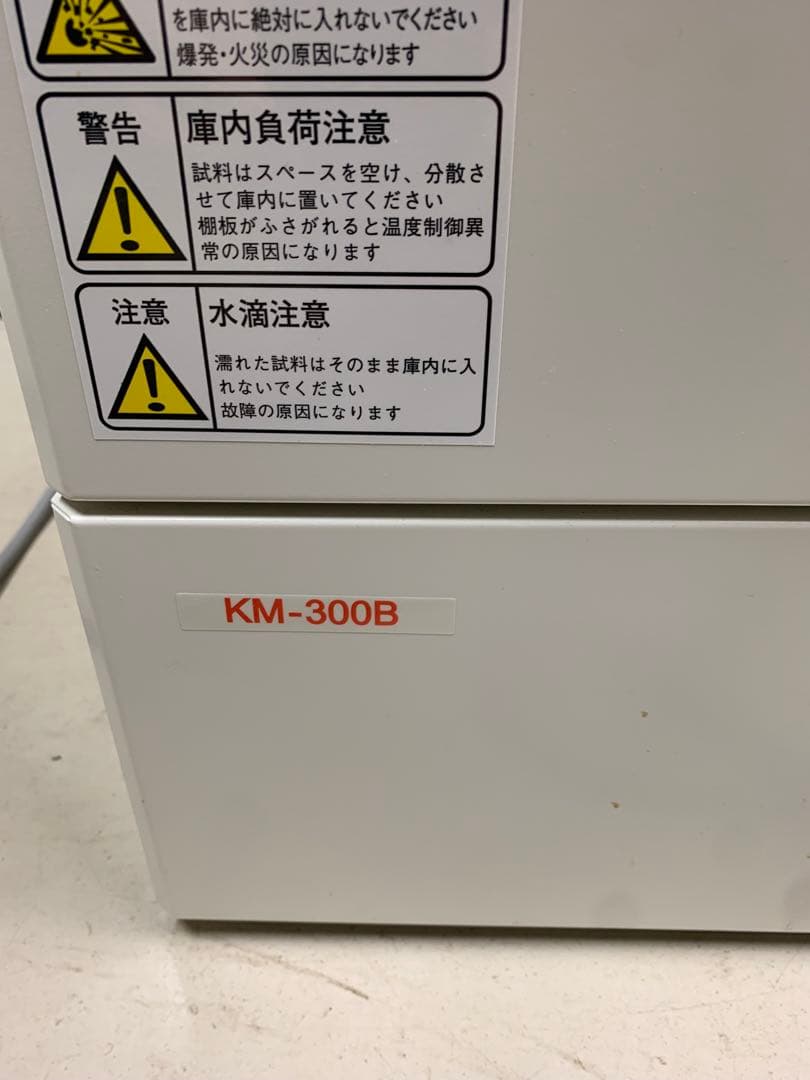 を庫内に絶対に入れないでください
爆発・火災の原因になります
警告
庫内負荷注意
試料はスペースを空け、分散さ
せて庫内に置いてください
棚板がふさがれると温度制御異
常の原因になります
注意
水滴注意
濡れた試料はそのまま庫内に入
れないでください
故障の原因になります
KM-300B